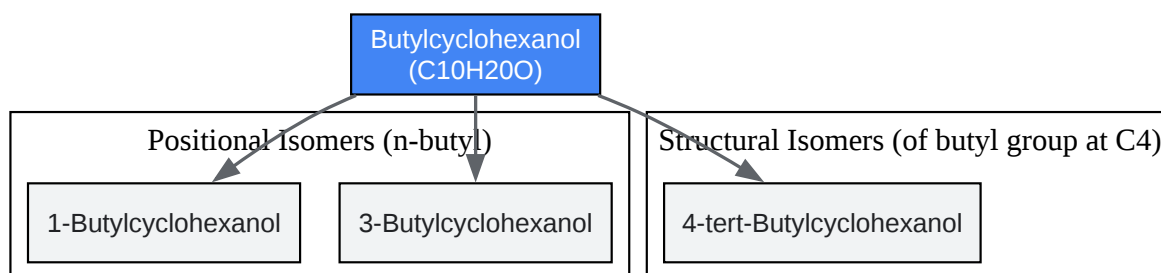 Butylcyclohexanol
(C10H20O)
Positional Isomers (n-butyl)
Structural Isomers (of butyl group at C4)
1-Butylcyclohexanol
3-Butylcyclohexanol
4-tert-Butylcyclohexanol